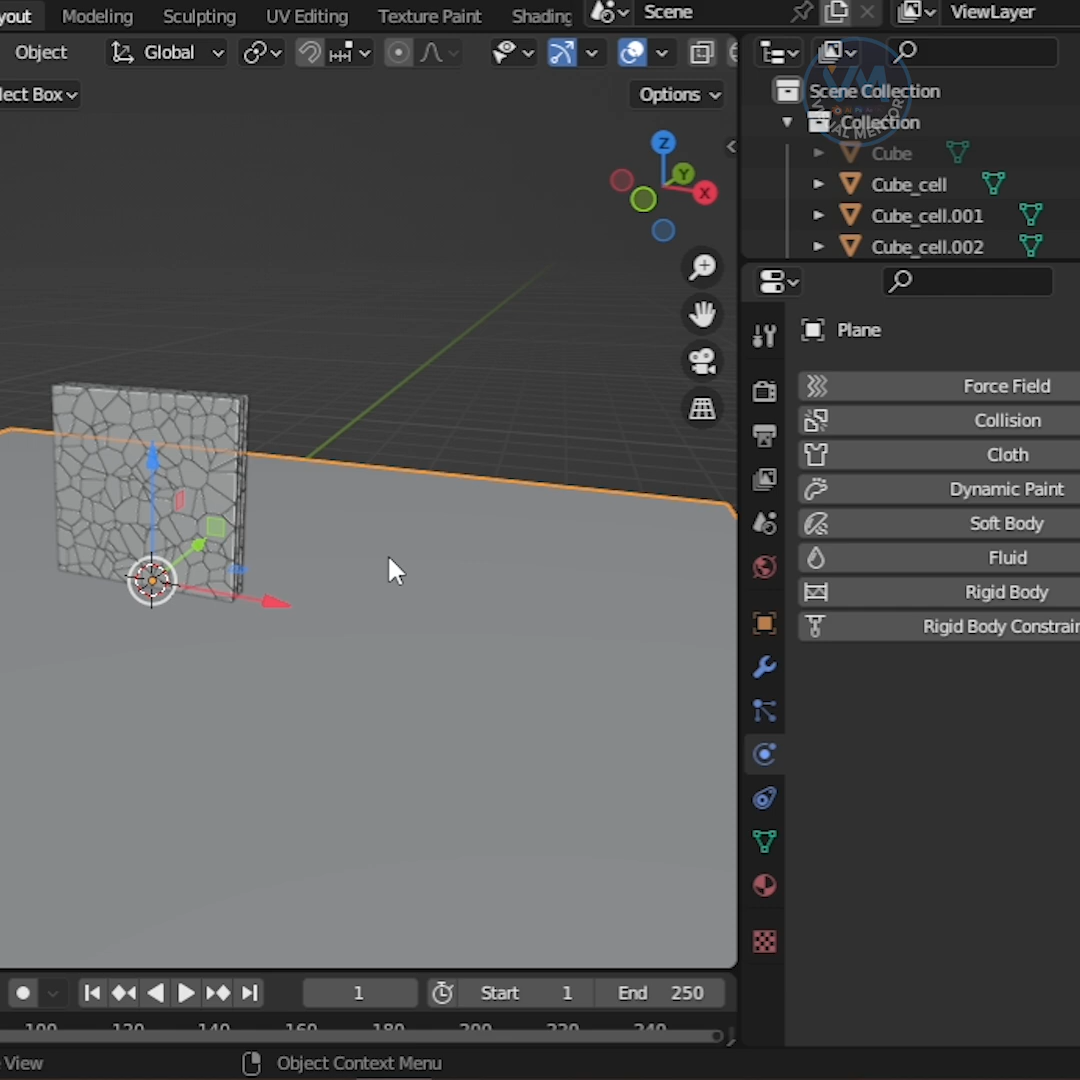 yout Modeling Sculpting UV Editing Texture Paint Shading Scene ViewLayer
Object Global
lect Box Options
Z
Y
X
Scene Collection
Collection
Cube
Cube_cell
Cube_cell.001
Cube_cell.002
VM
Plane
Force Field
Collision
Cloth
Dynamic Paint
Soft Body
Fluid
Rigid Body
Rigid Body Constrain
1 Start 1 End 250
100 120 140 160 180 200 220 240
View Object Context Menu